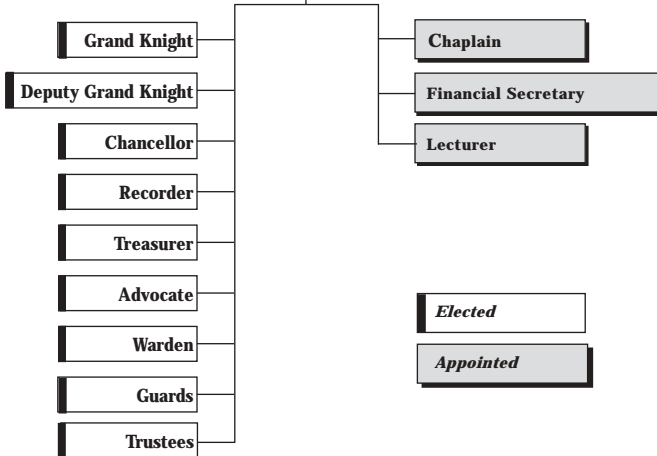 Grand Knight
Deputy Grand Knight
Chancellor
Recorder
Treasurer
Advocate
Warden
Guards
Trustees
Chaplain
Financial Secretary
Lecturer
Elected
Appointed